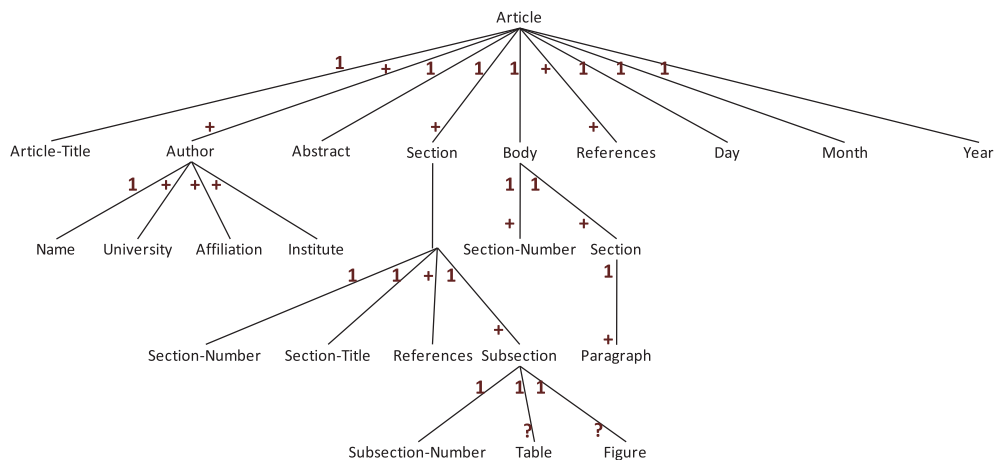 Article
1 + 1 1 1 + 1 1 1
+ + +
Article-Title Author Abstract Section Body References Day Month Year
1 + + + 1 1
+ +
Name University Affiliation Institute Section-Number Section
1 1 + 1 1
+ +
Section-Number Section-Title References Subsection Paragraph
1 1 1
? ?
Subsection-Number Table Figure